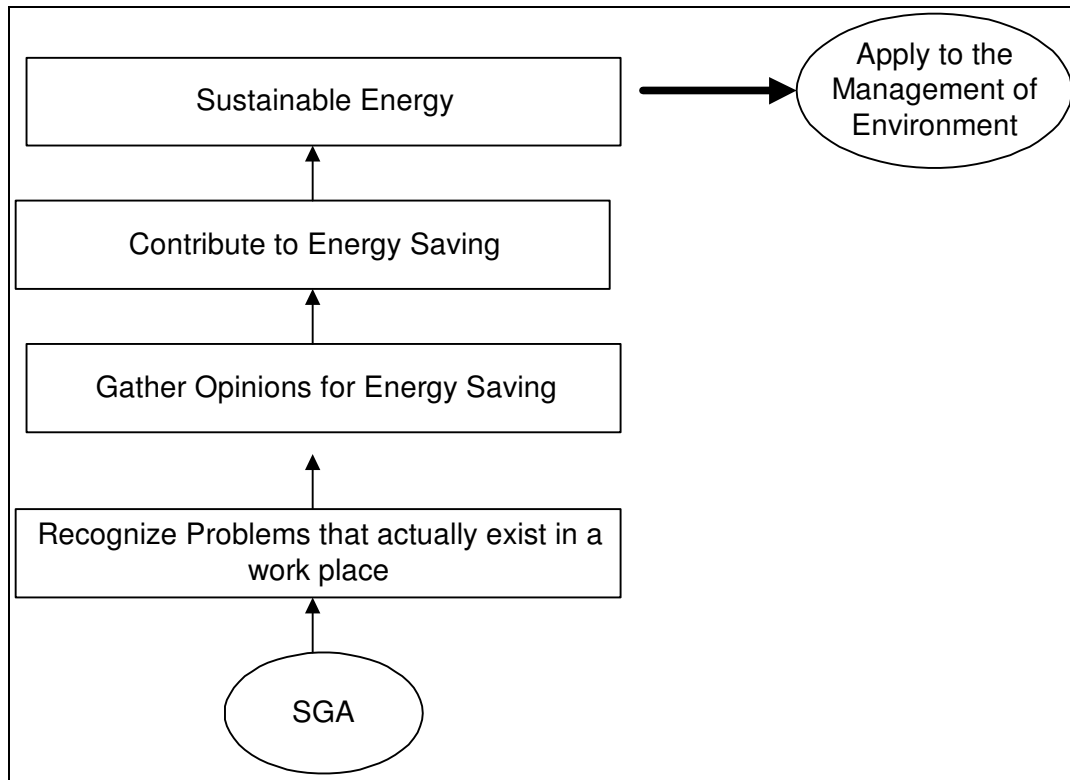 Sustainable Energy
Apply to the
Management of
Environment
Contribute to Energy Saving
Gather Opinions for Energy Saving
Recognize Problems that actually exist in a
work place
SGA